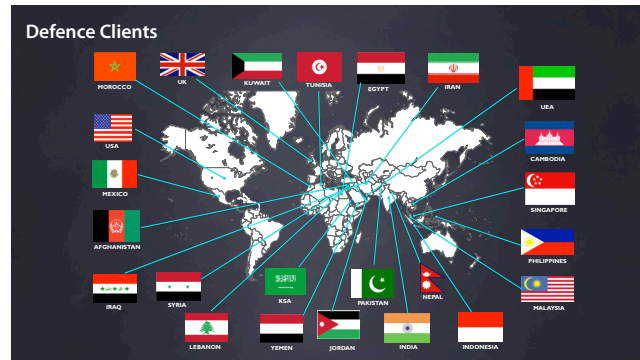 Defence Clients
MOROCCO
UK
KUWAIT
TUNISIA
EGYPT
IRAN
UEA
USA
CAMBODIA
MEXICO
SINGAPORE
AFGHANISTAN
PHILIPPINES
IRAQ
SYRIA
KSA
PAKISTAN
NEPAL
MALAYSIA
LEBANON
YEMEN
JORDAN
INDIA
INDONESIA